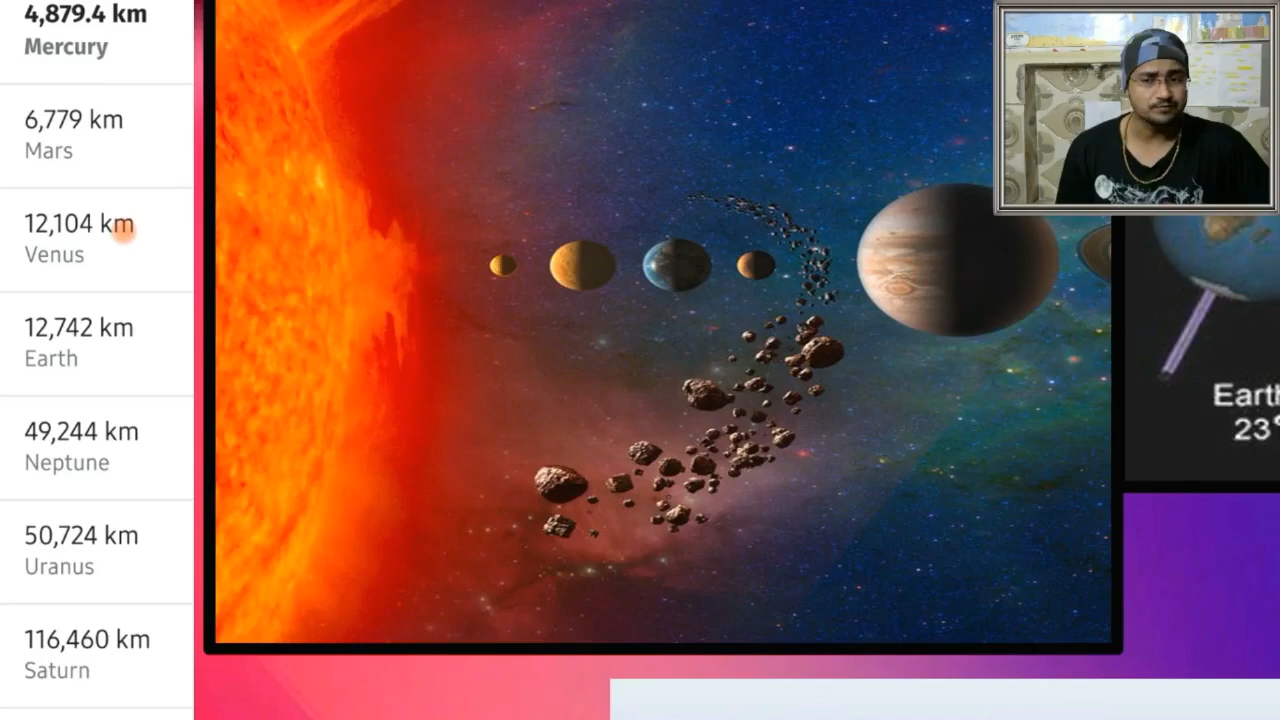 4,879.4 km
Mercury
6,779 km
Mars
12,104 km
Venus
12,742 km
Earth
49,244 km
Neptune
50,724 km
Uranus
116,460 km
Saturn
Earth
23°